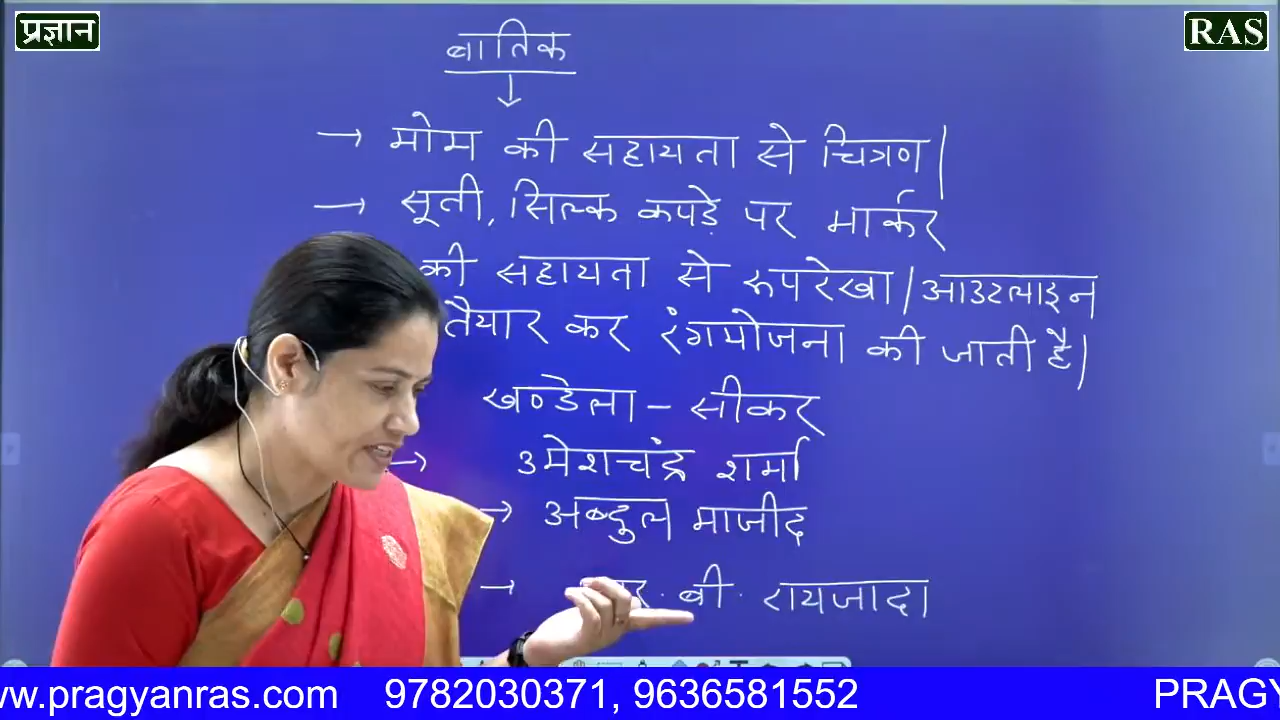 प्रज्ञान
RAS
बातिक
→ मोम की सहायता से चित्रण|
→ सूती, सिल्क कपड़े पर मार्कर
की सहायता से रूपरेखा/आउटलाइन
तैयार कर रंगयोजना की जाती है|
खण्डेला - सीकर
→ उमेशचंद्र शर्मा
→ अब्दुल माजीद
→ र. बी. रायजादा
www.pragyanras.com 9782030371, 9636581552 PRAGY